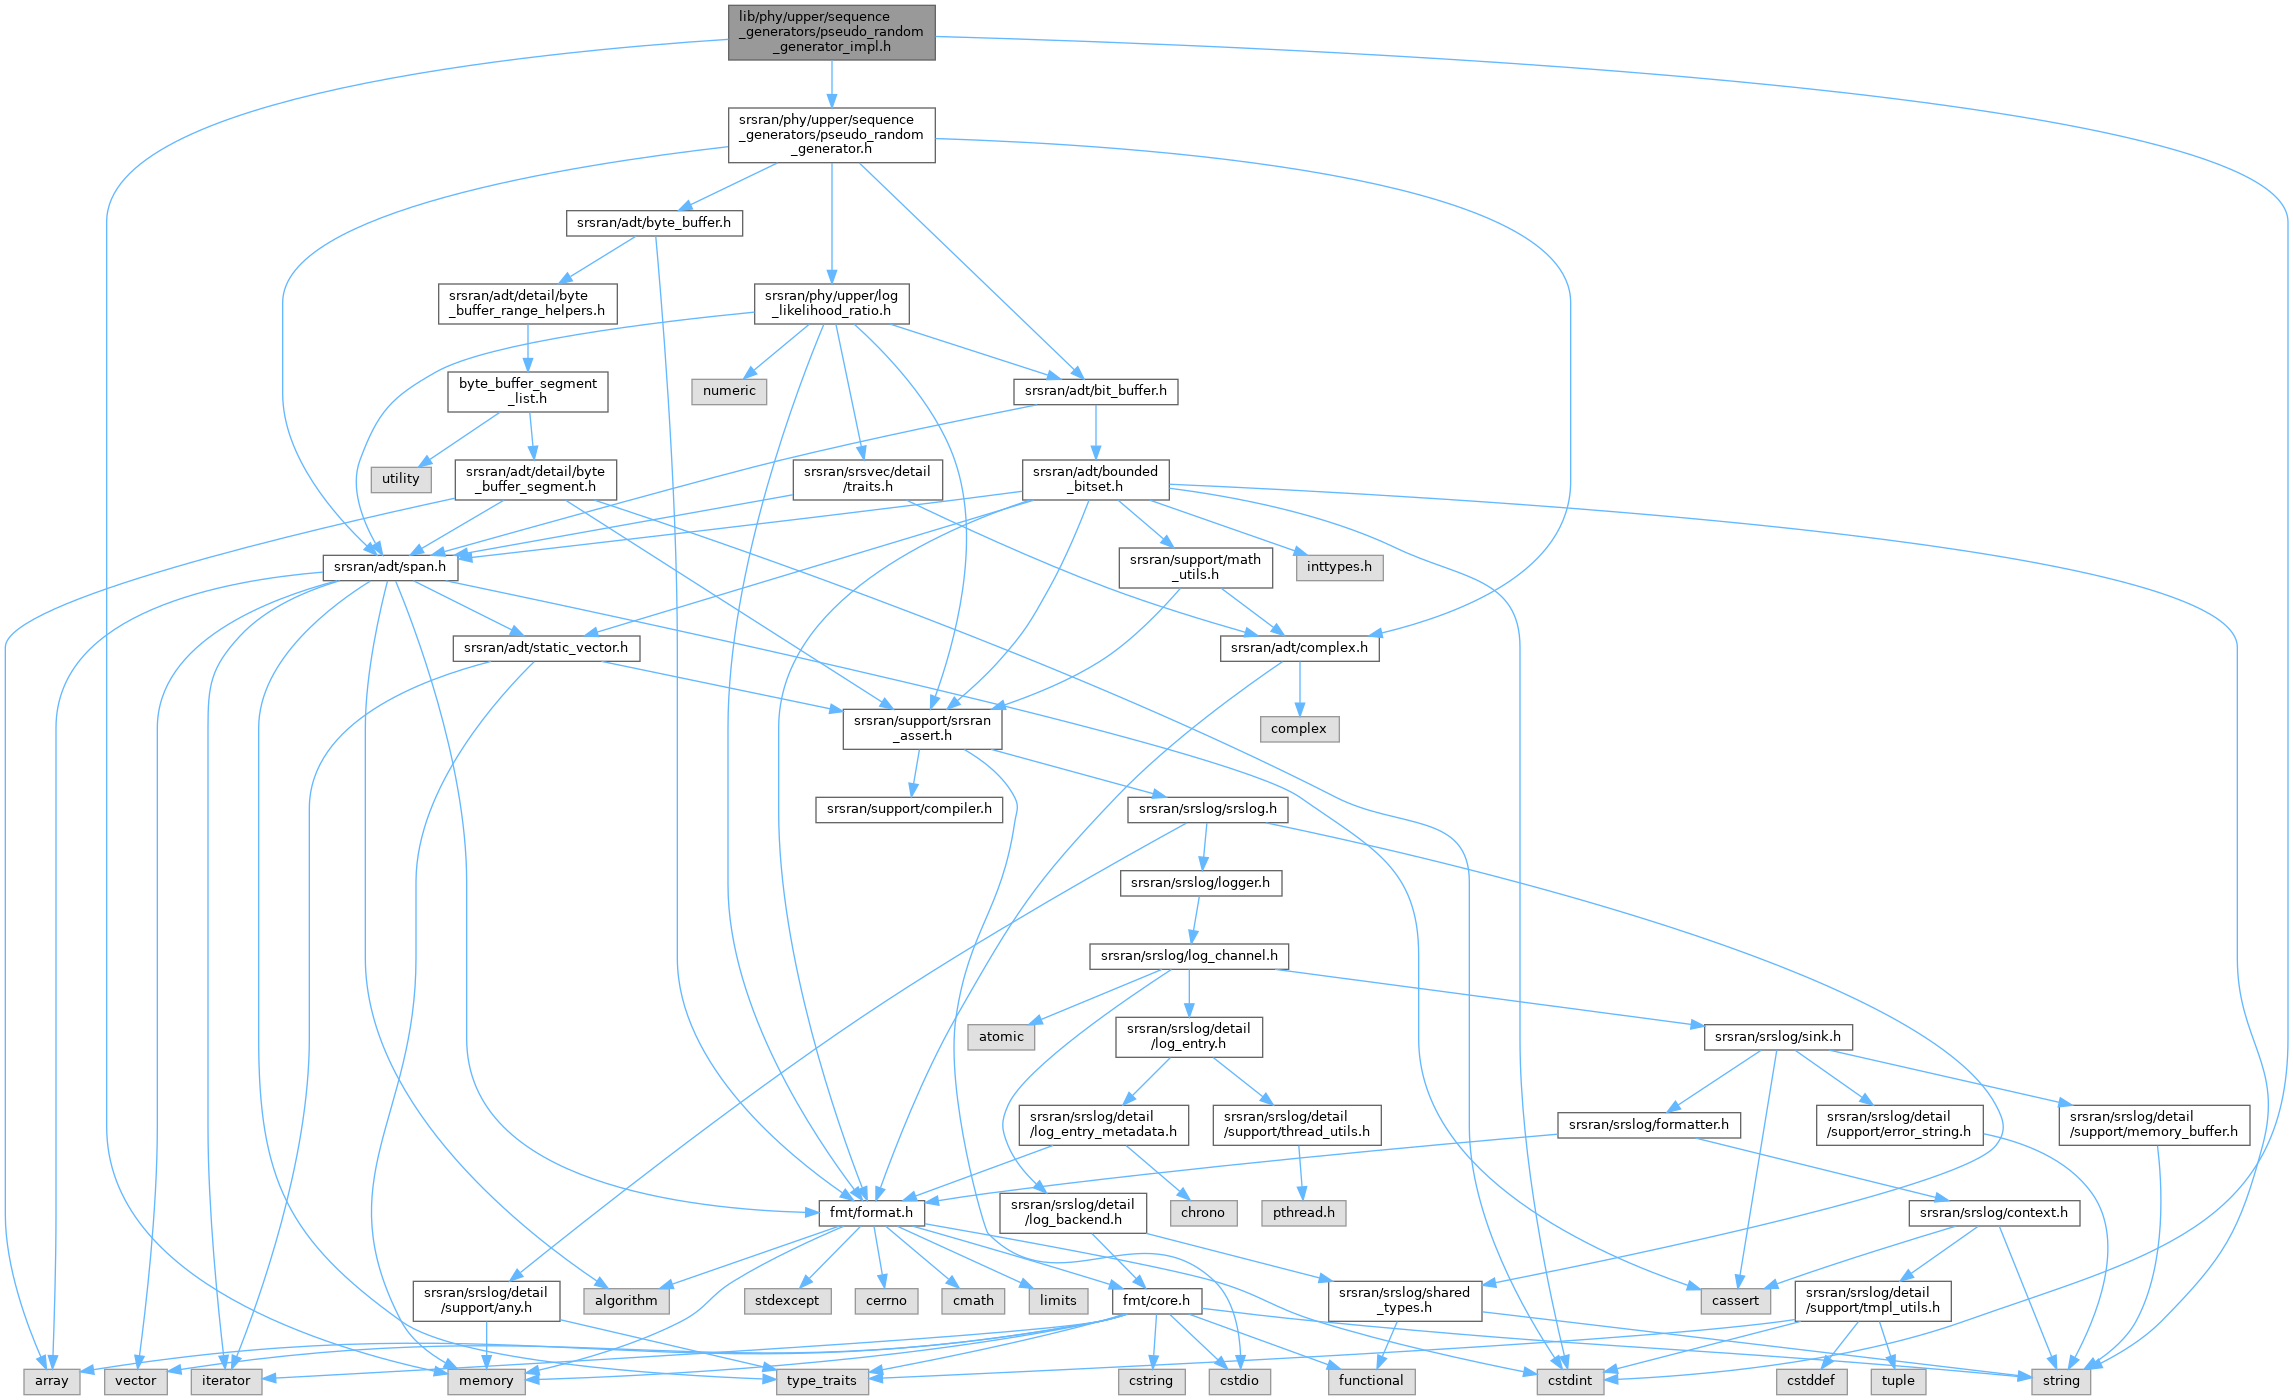 lib/phy/upper/sequence
_generators/pseudo_random
_generator_impl.h
srsran/phy/upper/sequence
_generators/pseudo_random
_generator.h
srsran/adt/byte_buffer.h
srsran/adt/detail/byte
_buffer_range_helpers.h
srsran/phy/upper/log
_likelihood_ratio.h
byte_buffer_segment
_list.h
numeric
srsran/adt/bit_buffer.h
utility
srsran/adt/detail/byte
_buffer_segment.h
srsran/srsvec/detail
/traits.h
srsran/adt/bounded
_bitset.h
srsran/adt/span.h
srsran/support/math
_utils.h
inttypes.h
srsran/adt/static_vector.h
srsran/adt/complex.h
srsran/support/srsran
_assert.h
complex
srsran/support/compiler.h
srsran/srslog/srslog.h
srsran/srslog/logger.h
srsran/srslog/log_channel.h
atomic
srsran/srslog/detail
/log_entry.h
srsran/srslog/sink.h
srsran/srslog/detail
/log_entry_metadata.h
srsran/srslog/detail
/support/thread_utils.h
srsran/srslog/formatter.h
srsran/srslog/detail
/support/error_string.h
srsran/srslog/detail
/support/memory_buffer.h
fmt/format.h
srsran/srslog/detail
/log_backend.h
chrono
pthread.h
srsran/srslog/context.h
srsran/srslog/detail
/support/any.h
algorithm
stdexcept
cerrno
cmath
limits
fmt/core.h
srsran/srslog/shared
_types.h
cassert
srsran/srslog/detail
/support/tmpl_utils.h
array
vector
iterator
memory
type_traits
cstring
cstdio
functional
cstdint
cstddef
tuple
string